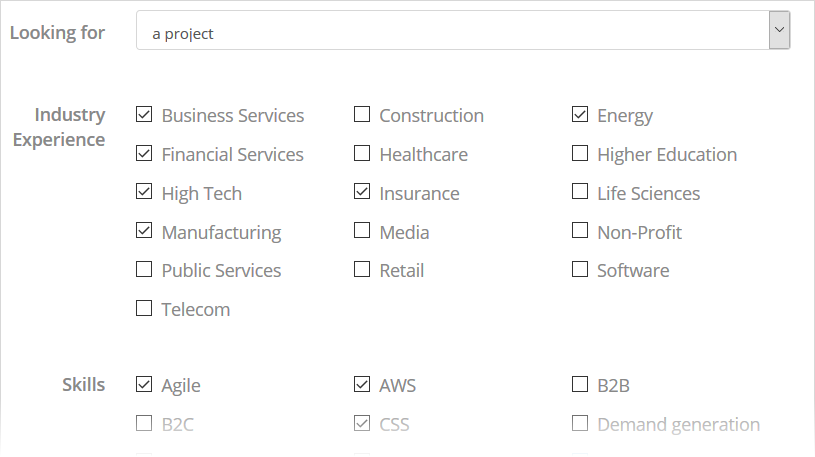 Looking for a project
Industry Experience
Business Services Construction Energy
Financial Services Healthcare Higher Education
High Tech Insurance Life Sciences
Manufacturing Media Non-Profit
Public Services Retail Software
Telecom
Skills Agile AWS B2B
B2C CSS Demand generation